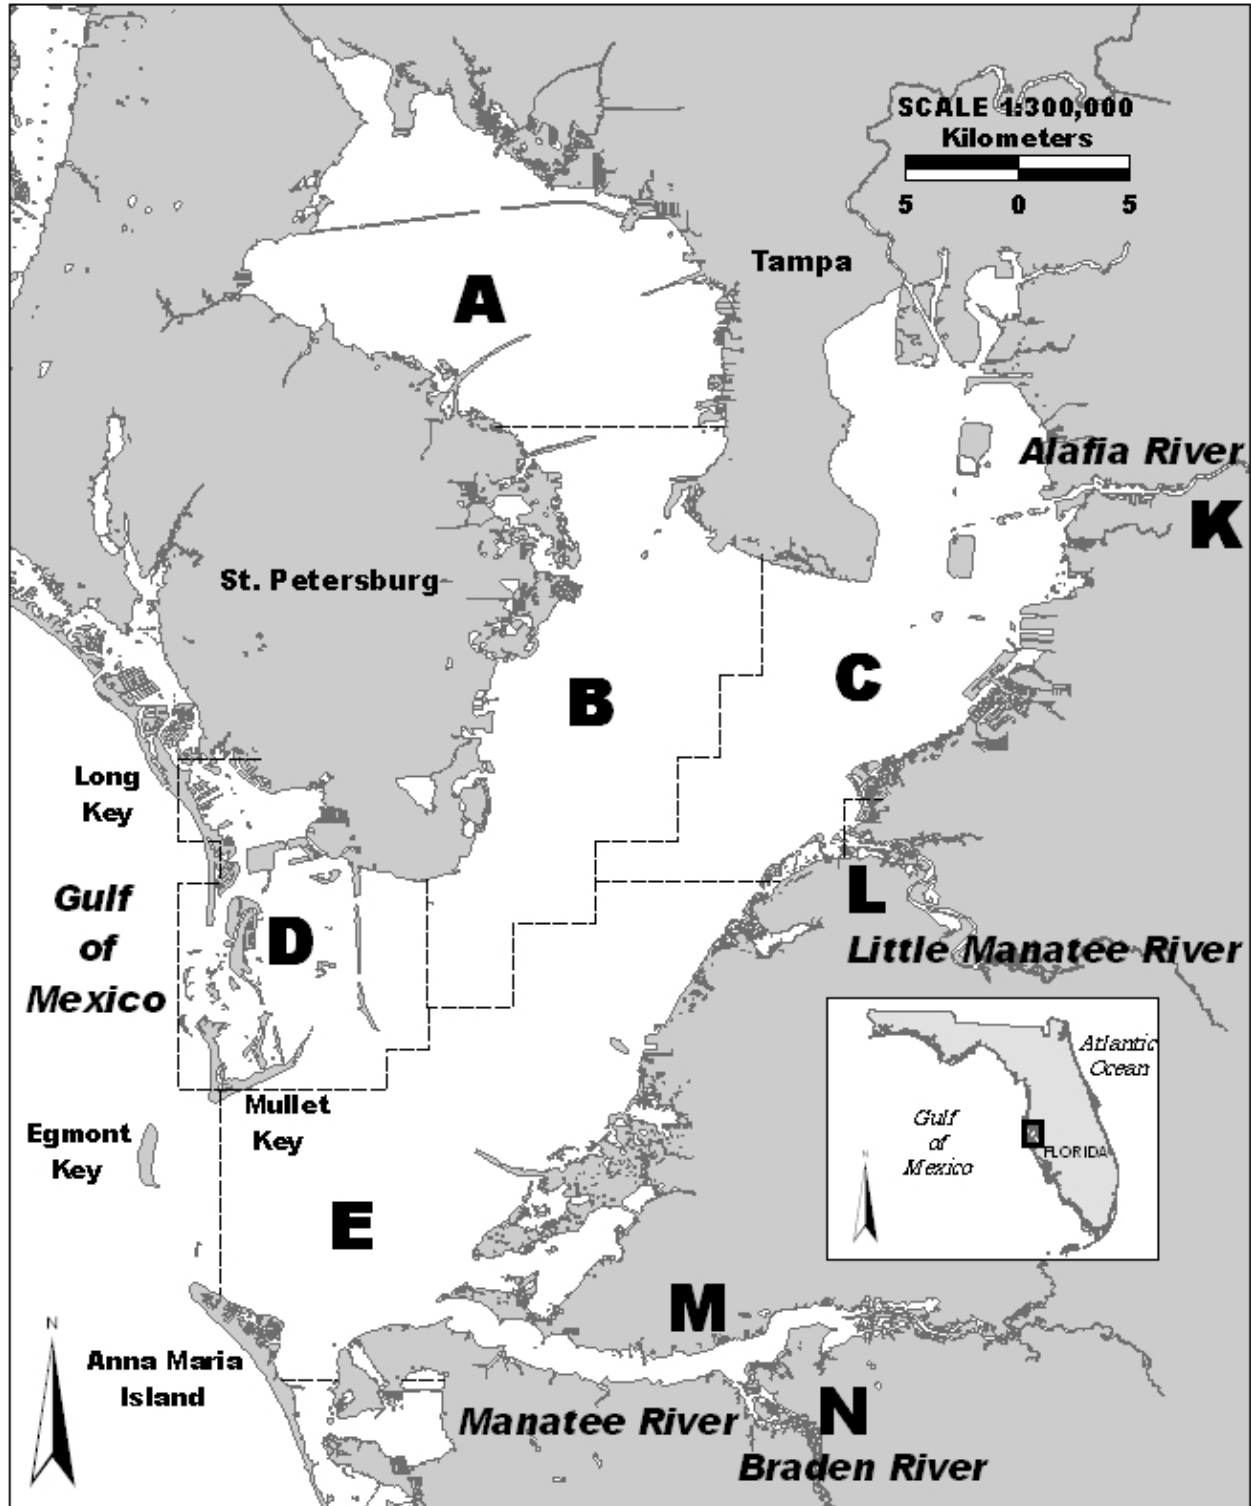 SCALE 1:300,000
Kilometers
5 0 5
Tampa
A
Alafia River
K
St. Petersburg
B
C
Long
Key
L
Gulf
of
Mexico
D
Little Manatee River
Atlantic
Ocean
Mullet
Key
Egmont
Key
Gulf
of
Mexico
FLORIDA
N
E
M
N
Anna Maria
Island
N
Manatee River
Braden River